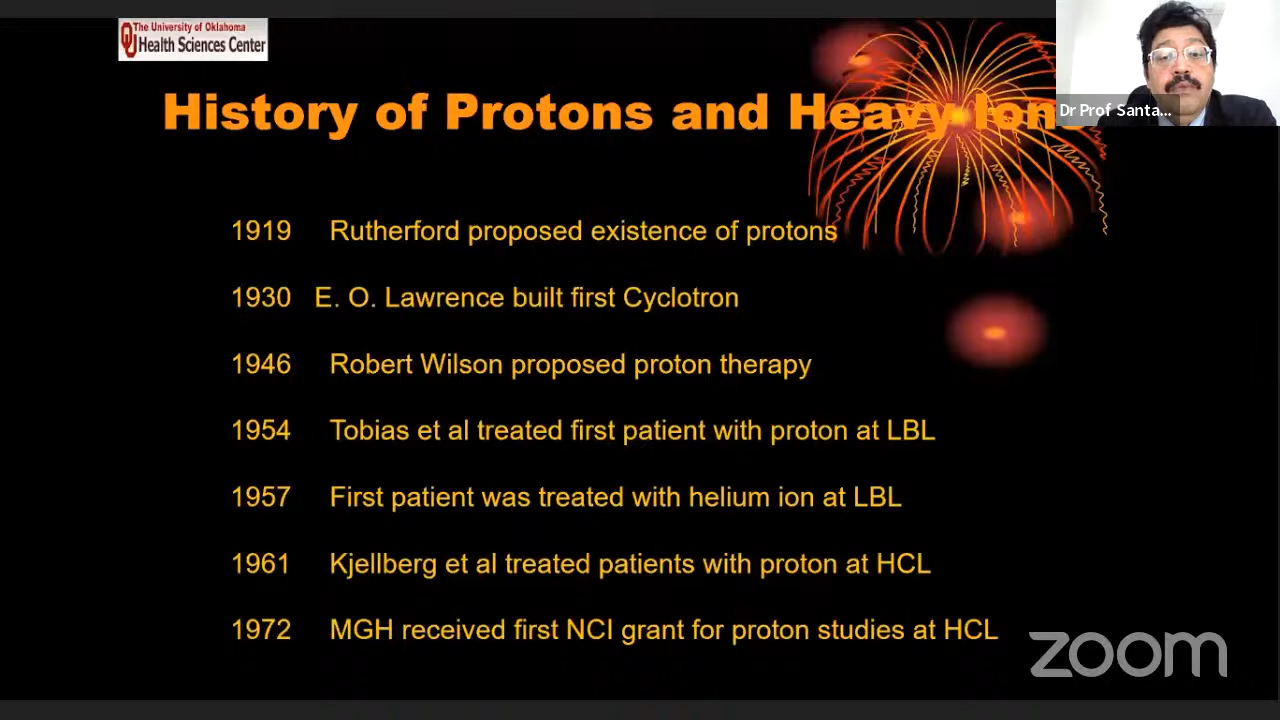 The University of Oklahoma
Health Sciences Center
History of Protons and Heavy Ions
Dr Prof Santa...
1919 Rutherford proposed existence of protons
1930 E. O. Lawrence built first Cyclotron
1946 Robert Wilson proposed proton therapy
1954 Tobias et al treated first patient with proton at LBL
1957 First patient was treated with helium ion at LBL
1961 Kjellberg et al treated patients with proton at HCL
1972 MGH received first NCI grant for proton studies at HCL
zoom